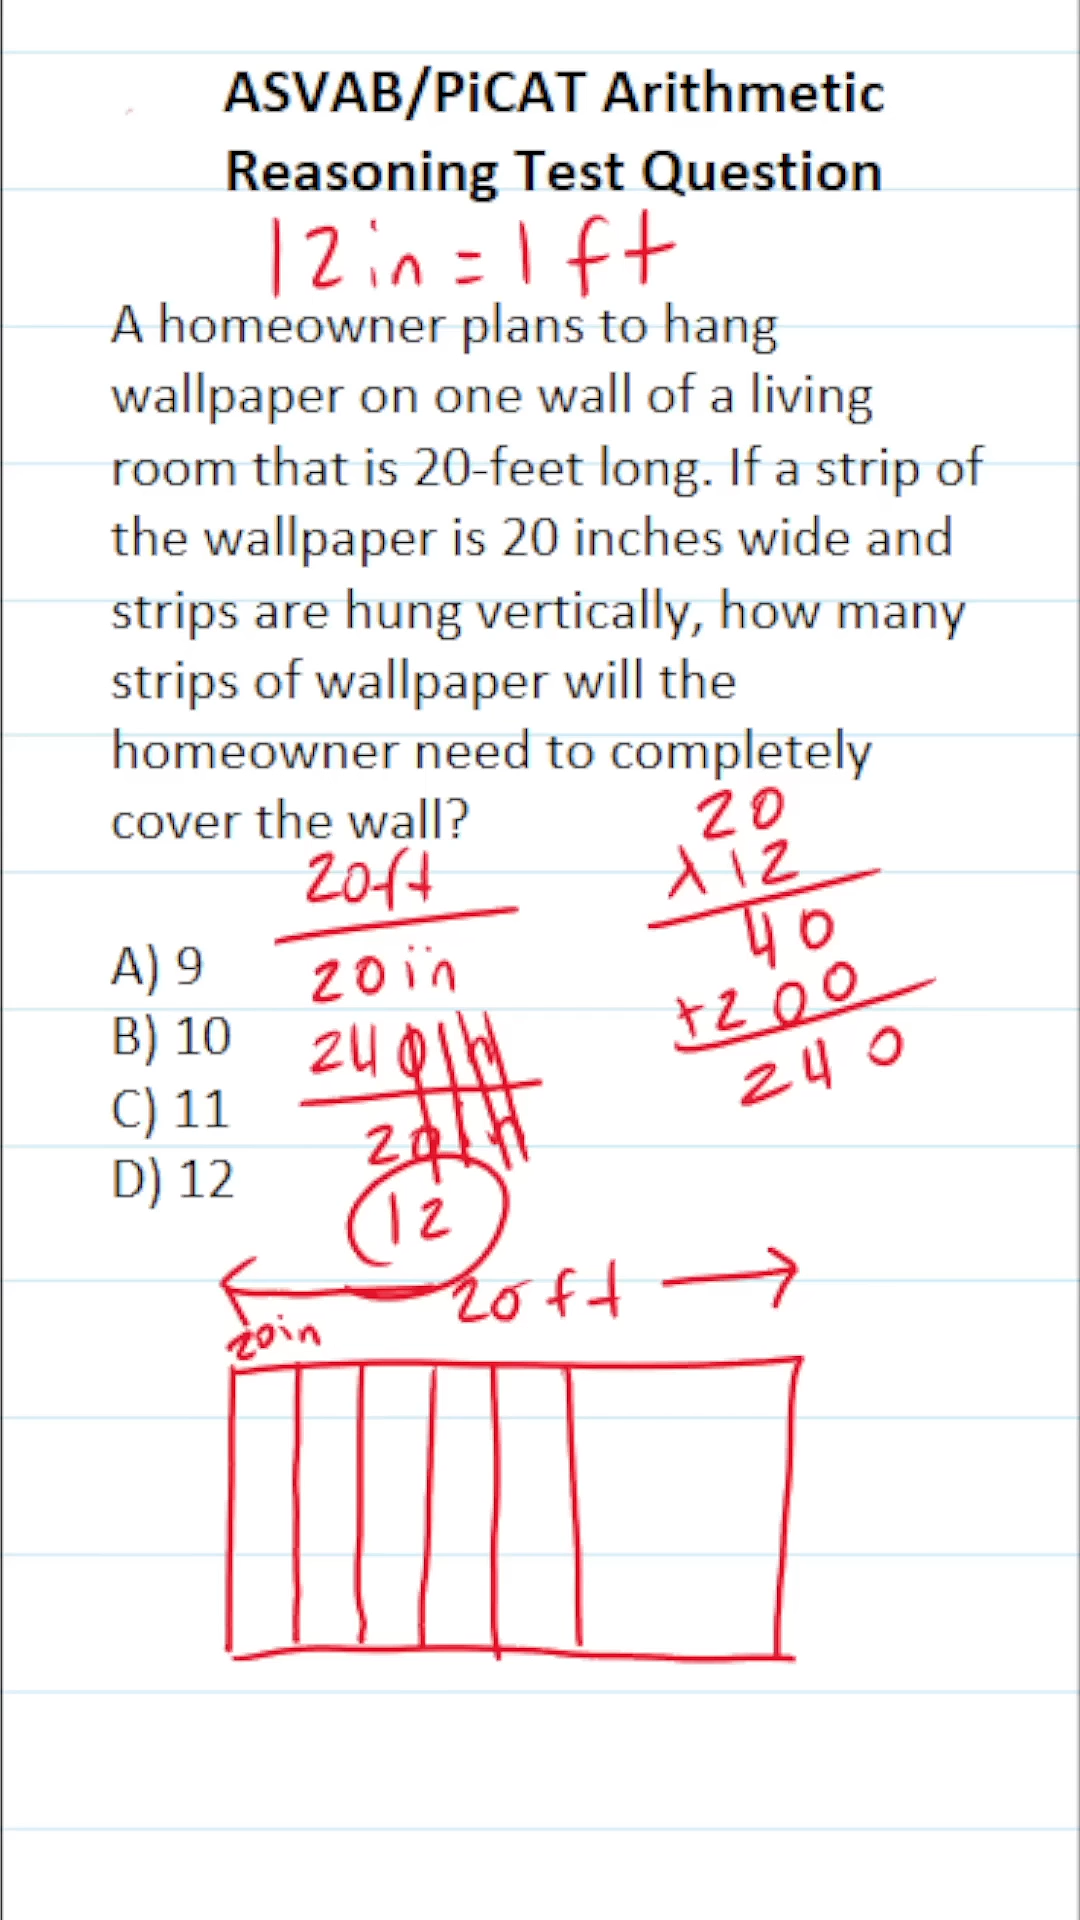 ASVAB/PiCAT Arithmetic
Reasoning Test Question
12in=1ft
A homeowner plans to hang
wallpaper on one wall of a living
room that is 20-feet long. If a strip of
the wallpaper is 20 inches wide and
strips are hung vertically, how many
strips of wallpaper will the
homeowner need to completely
cover the wall?
20ft
20in
240in
20in
12
20
x12
40
+200
240
A) 9
B) 10
C) 11
D) 12
20ft
20in